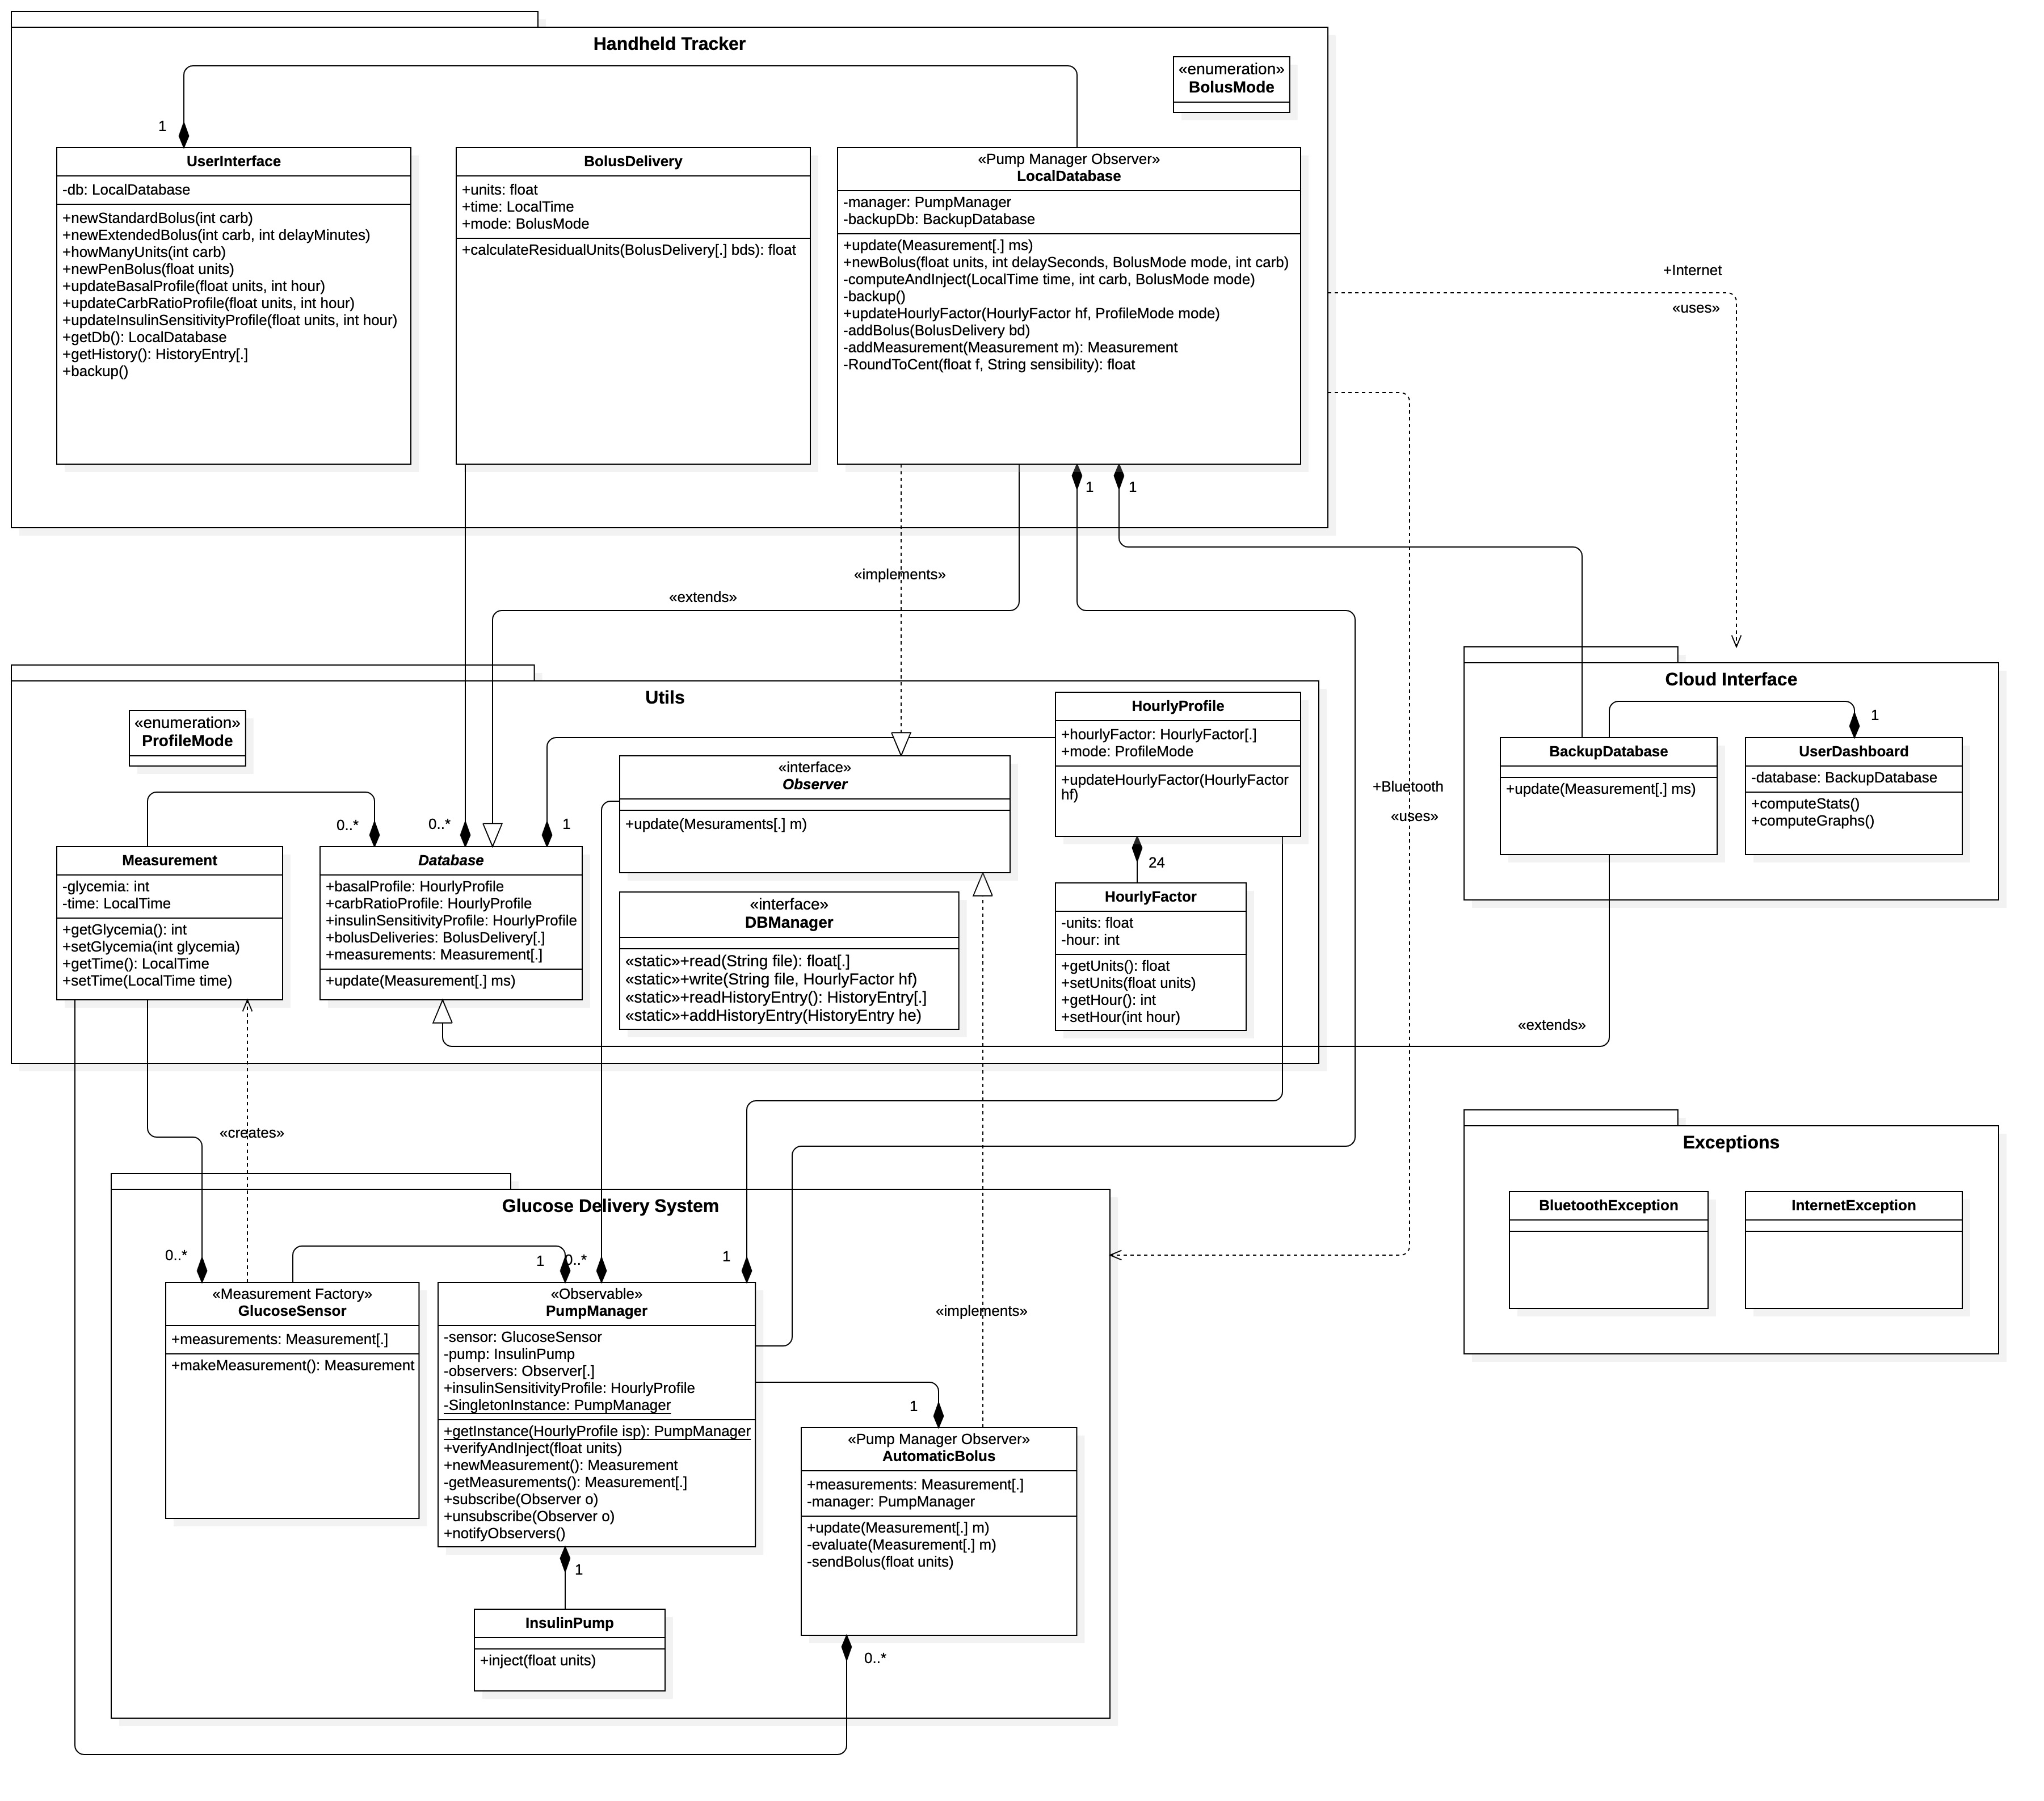 Handheld Tracker
«enumeration»
BolusMode
1
UserInterface
-db: LocalDatabase
+newStandardBolus(int carb)
+newExtendedBolus(int carb, int delayMinutes)
+howManyUnits(int carb)
+newPenBolus(float units)
+updateBasalProfile(float units, int hour)
+updateCarbRatioProfile(float units, int hour)
+updateInsulinSensitivityProfile(float units, int hour)
+getDb(): LocalDatabase
+getHistory(): HistoryEntry[.]
+backup()
BolusDelivery
+units: float
+time: LocalTime
+mode: BolusMode
+calculateResidualUnits(BolusDelivery[.] bds): float
«Pump Manager Observer»
LocalDatabase
-manager: PumpManager
-backupDb: BackupDatabase
+update(Measurement[.] ms)
+newBolus(float units, int delaySeconds, BolusMode mode, int carb)
-computeAndInject(LocalTime time, int carb, BolusMode mode)
-backup()
+updateHourlyFactor(HourlyFactor hf, ProfileMode mode)
-addBolus(BolusDelivery bd)
-addMeasurement(Measurement m): Measurement
-RoundToCent(float f, String sensibility): float
+Internet
«uses»
1
1
«implements»
«extends»
Utils
«enumeration»
ProfileMode
0..*
0..*
1
Measurement
-glycemia: int
-time: LocalTime
+getGlycemia(): int
+setGlycemia(int glycemia)
+getTime(): LocalTime
+setTime(LocalTime time)
Database
+basalProfile: HourlyProfile
+carbRatioProfile: HourlyProfile
+insulinSensitivityProfile: HourlyProfile
+bolusDeliveries: BolusDelivery[.]
+measurements: Measurement[.]
+update(Measurement[.] ms)
«interface»
Observer
+update(Mesuraments[.] m)
«interface»
DBManager
«static»+read(String file): float[.]
«static»+write(String file, HourlyFactor hf)
«static»+readHistoryEntry(): HistoryEntry[.]
«static»+addHistoryEntry(HistoryEntry he)
HourlyProfile
+hourlyFactor: HourlyFactor[.]
+mode: ProfileMode
+updateHourlyFactor(HourlyFactor
hf)
24
HourlyFactor
-units: float
-hour: int
+getUnits(): float
+setUnits(float units)
+getHour(): int
+setHour(int hour)
+Bluetooth
«uses»
Cloud Interface
1
BackupDatabase
+update(Measurement[.] ms)
UserDashboard
-database: BackupDatabase
+computeStats()
+computeGraphs()
«extends»
«creates»
Exceptions
BluetoothException
InternetException
Glucose Delivery System
0..*
1
0..*
1
«Measurement Factory»
GlucoseSensor
+measurements: Measurement[.]
+makeMeasurement(): Measurement
«Observable»
PumpManager
-sensor: GlucoseSensor
-pump: InsulinPump
-observers: Observer[.]
+insulinSensitivityProfile: HourlyProfile
-SingletonInstance: PumpManager
+getInstance(HourlyProfile isp): PumpManager
+verifyAndInject(float units)
+newMeasurement(): Measurement
-getMeasurements(): Measurement[.]
+subscribe(Observer o)
+unsubscribe(Observer o)
+notifyObservers()
«implements»
1
«Pump Manager Observer»
AutomaticBolus
+measurements: Measurement[.]
-manager: PumpManager
+update(Measurement[.] m)
-evaluate(Measurement[.] m)
-sendBolus(float units)
1
InsulinPump
+inject(float units)
0..*